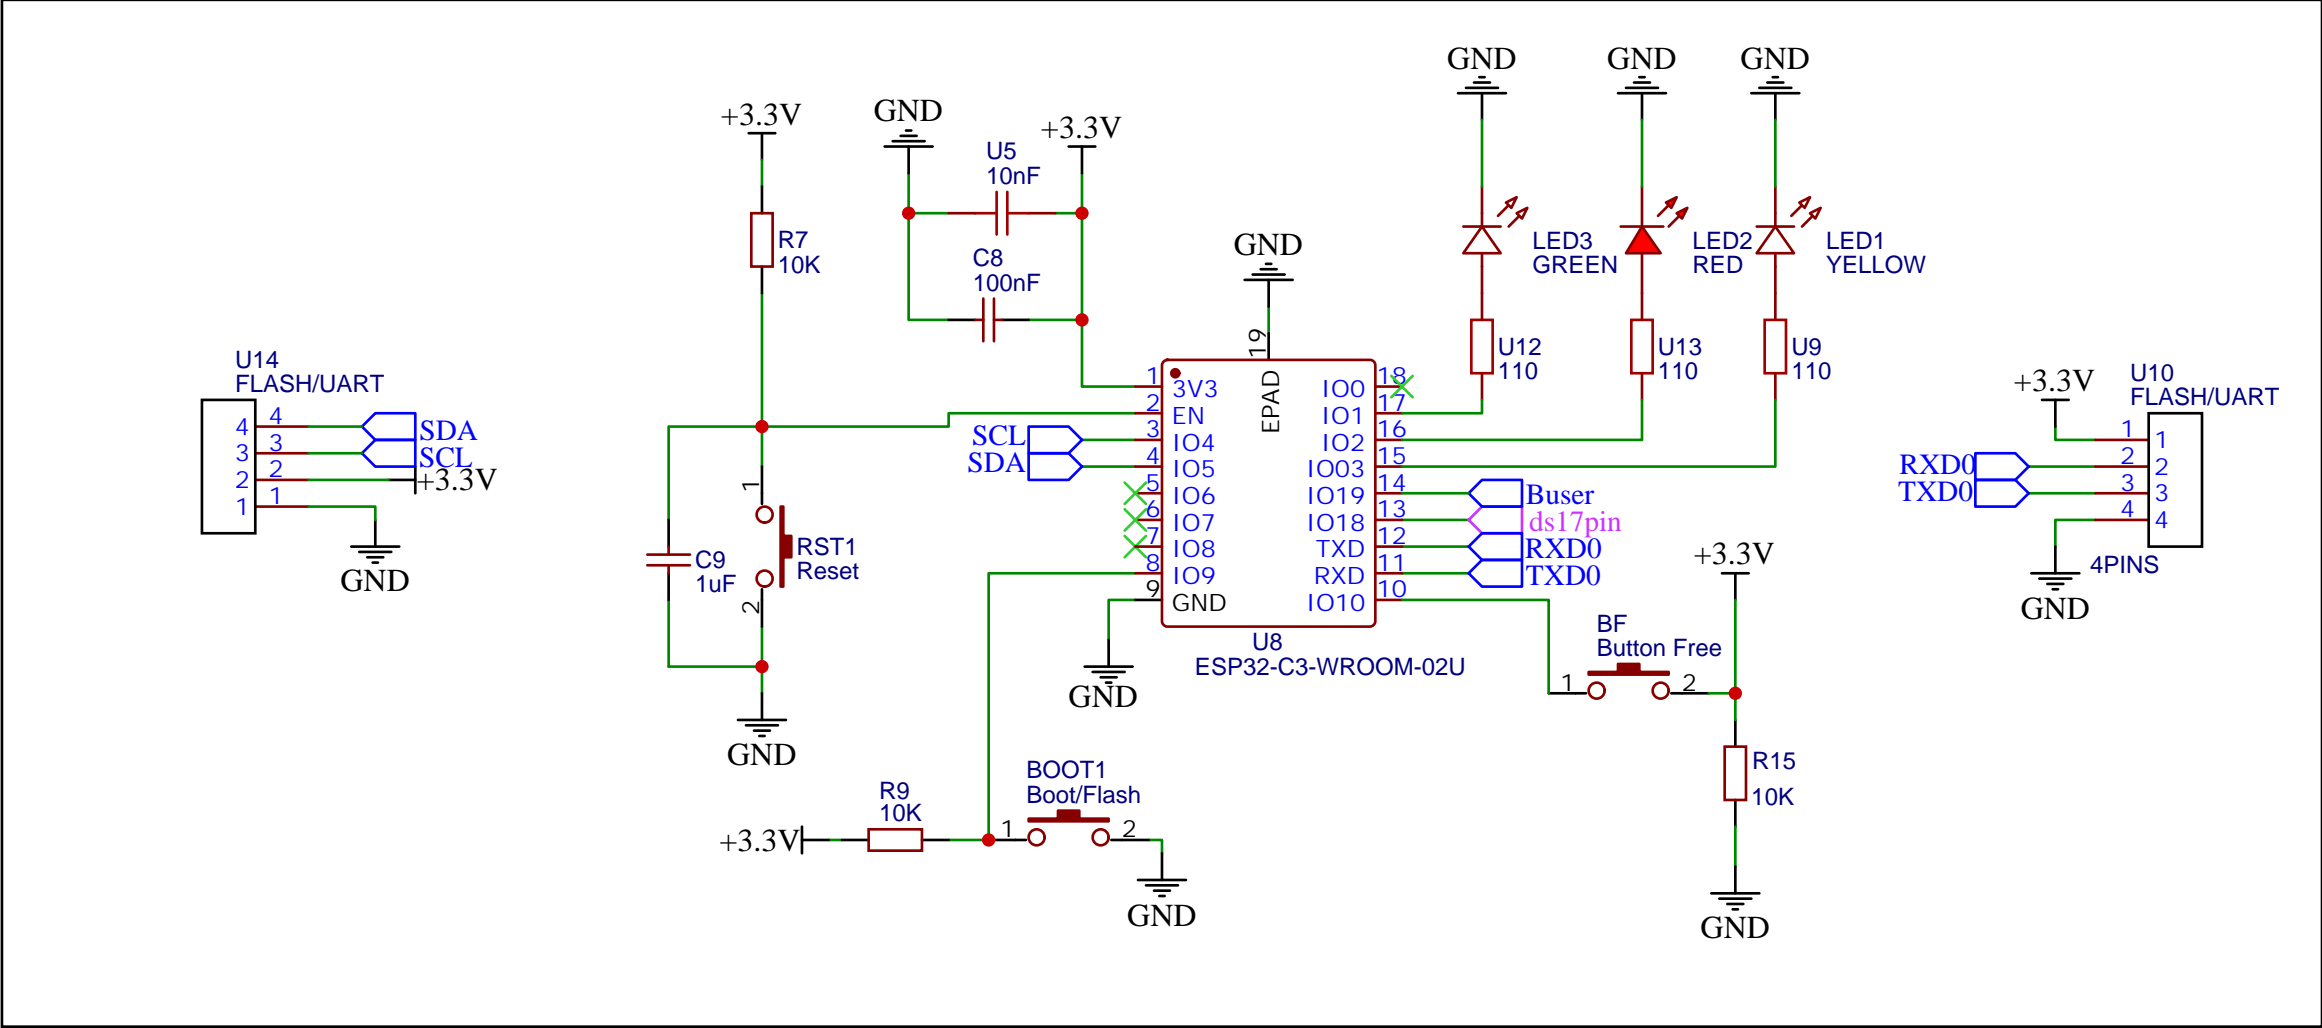 GND
GND
GND
+3.3V
GND
+3.3V
U5
10nF
R7
10K
C8
100nF
GND
LED3
GREEN
LED2
RED
LED1
YELLOW
U12
110
U13
110
U9
110
U14
FLASH/UART
4 4 SDA
3 3 SCL
2 2 +3.3V
1 1
GND
+3.3V
U10
FLASH/UART
1 1
RXD0 2 2
TXD0 3 3
4 4
4PINS
GND
19
EPAD
1 3V3 IO0 18
2 EN IO1 17
SCL 3 IO4 IO2 16
SDA 4 IO5 IO03 15
5 IO6 IO19 14 Buser
6 IO7 IO18 13 ds17pin
7 IO8 TXD 12 RXD0
8 IO9 RXD 11 TXD0
9 GND IO10 10
U8
ESP32-C3-WROOM-02U
GND
1
RST1
Reset
2
C9
1uF
GND
+3.3V
BF
Button Free
1 2
R15
10K
GND
BOOT1
Boot/Flash
R9
10K
+3.3V
1 2
GND